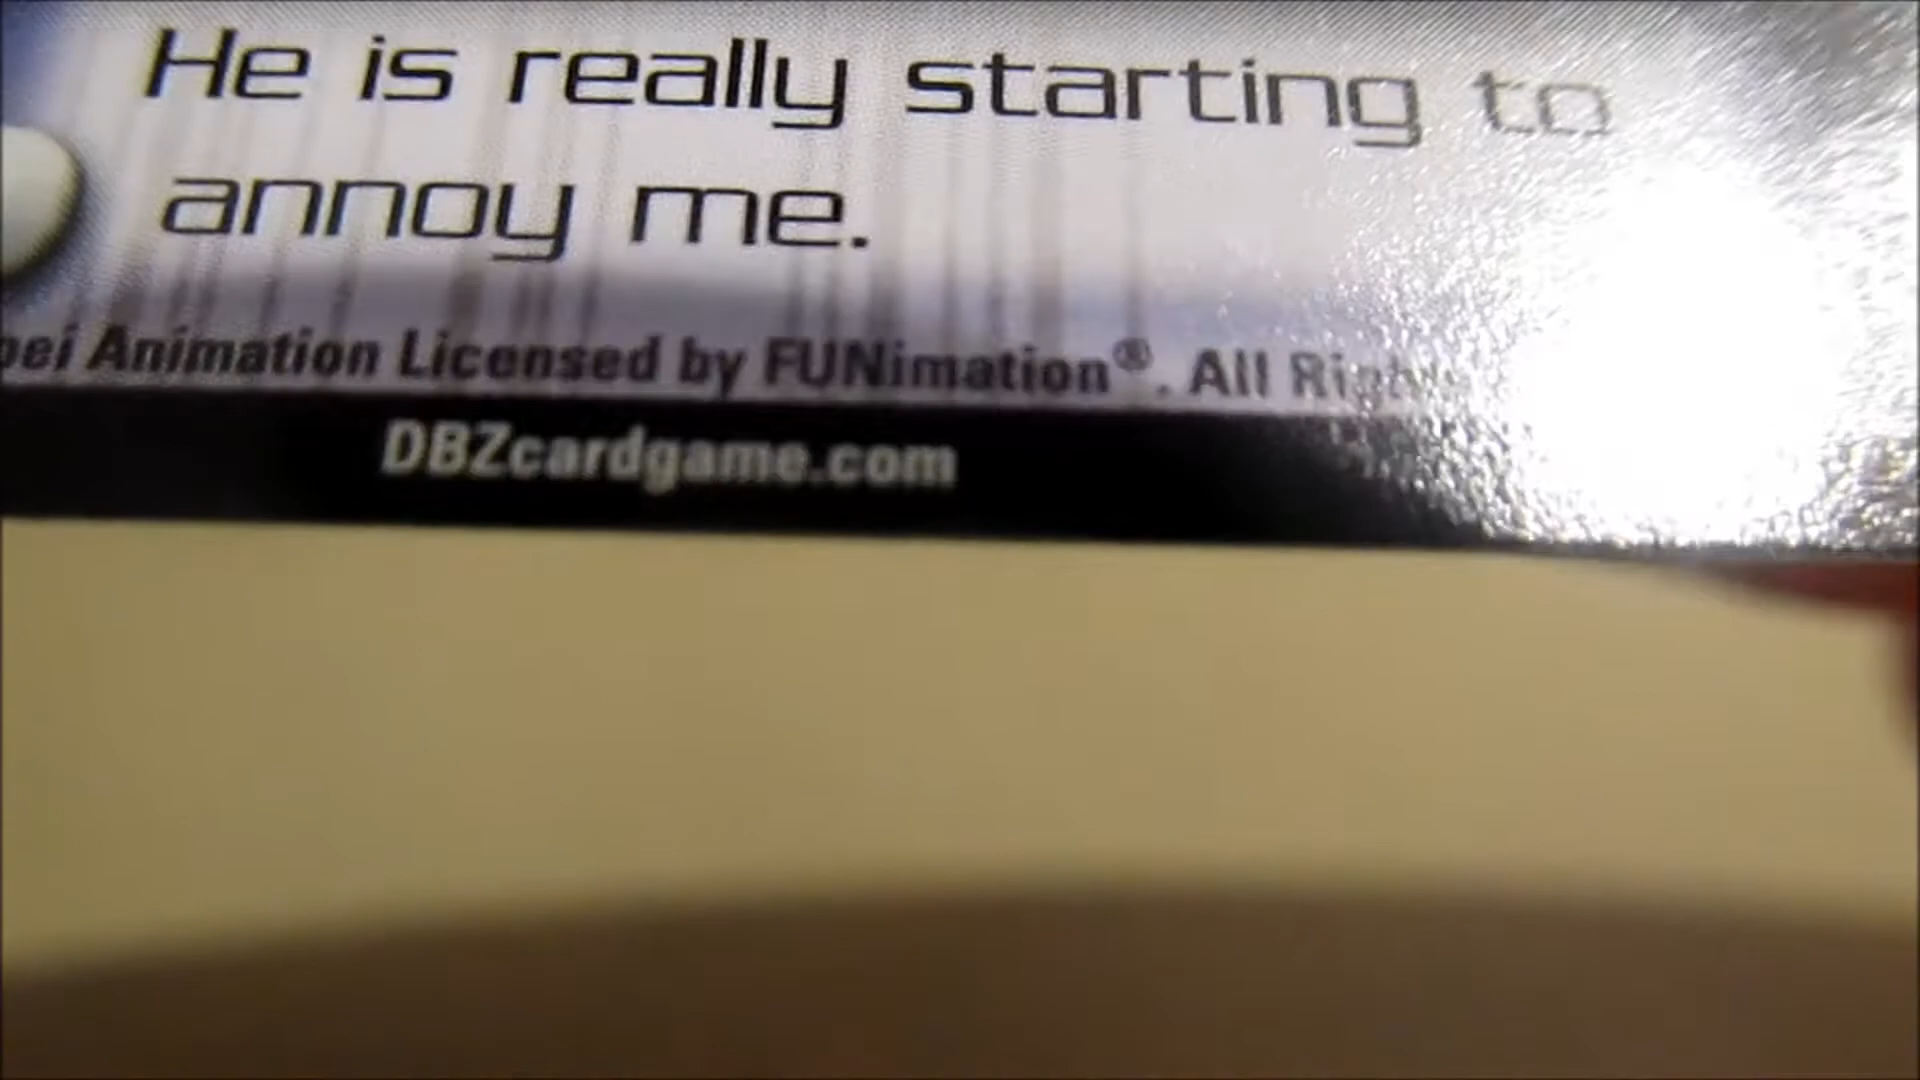 He is really starting to
annoy me.
Animation Licensed by FUNimation®. All
DBZcardgame.com